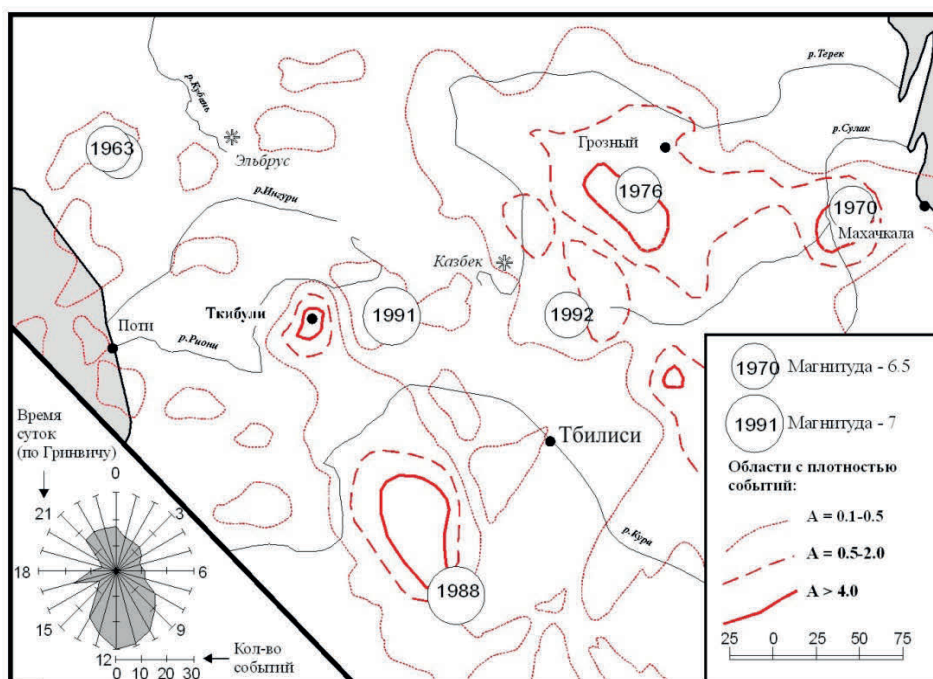 р.Кубань
Эльбрус
1963
р.Ингури
р.Терек
р.Сулак
Грозный
1976
1970
Махачкала
Казбек
Ткибули
1991
1992
Поти
р.Риони
Тбилиси
р.Кура
1988
Время
суток
(по Гринвичу)
0
3
6
9
12
15
18
21
0 10 20 30
Кол-во
событий
1970 Магнитуда - 6.5
1991 Магнитуда - 7
Области с плотностью
событий:
A = 0.1-0.5
A = 0.5-2.0
A > 4.0
25 0 25 50 75